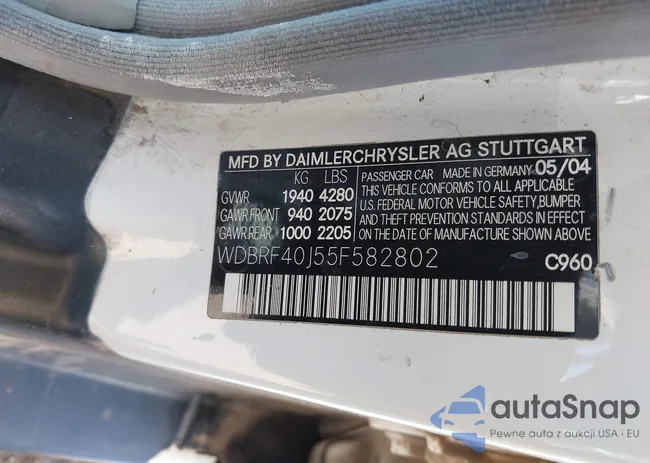 MFD BY DAIMLERCHRYSLER AG STUTTGART
KG LBS
GVWR 1940 4280
GAWR FRONT 940 2075
GAWR REAR 1000 2205
PASSENGER CAR MADE IN GERMANY 05/04
THIS VEHICLE CONFORMS TO ALL APPLICABLE
U.S. FEDERAL MOTOR VEHICLE SAFETY,BUMPER
AND THEFT PREVENTION STANDARDS IN EFFECT
ON THE DATE OF MANUFACTURE SHOWN ABOVE.
WDBRF40J55F582802
C960
autoSnap
Pewne auta z aukcji USA i EU